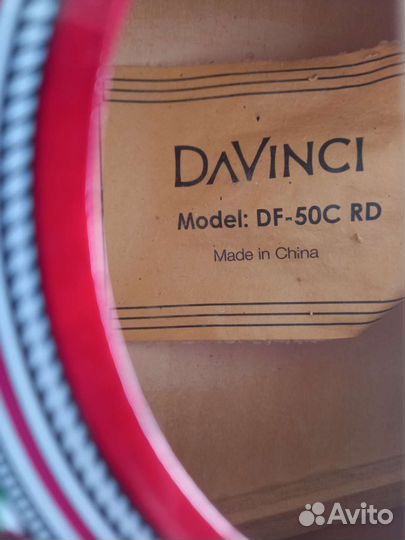 DAVINCI
Model: DF-50C RD
Made in China
Avito